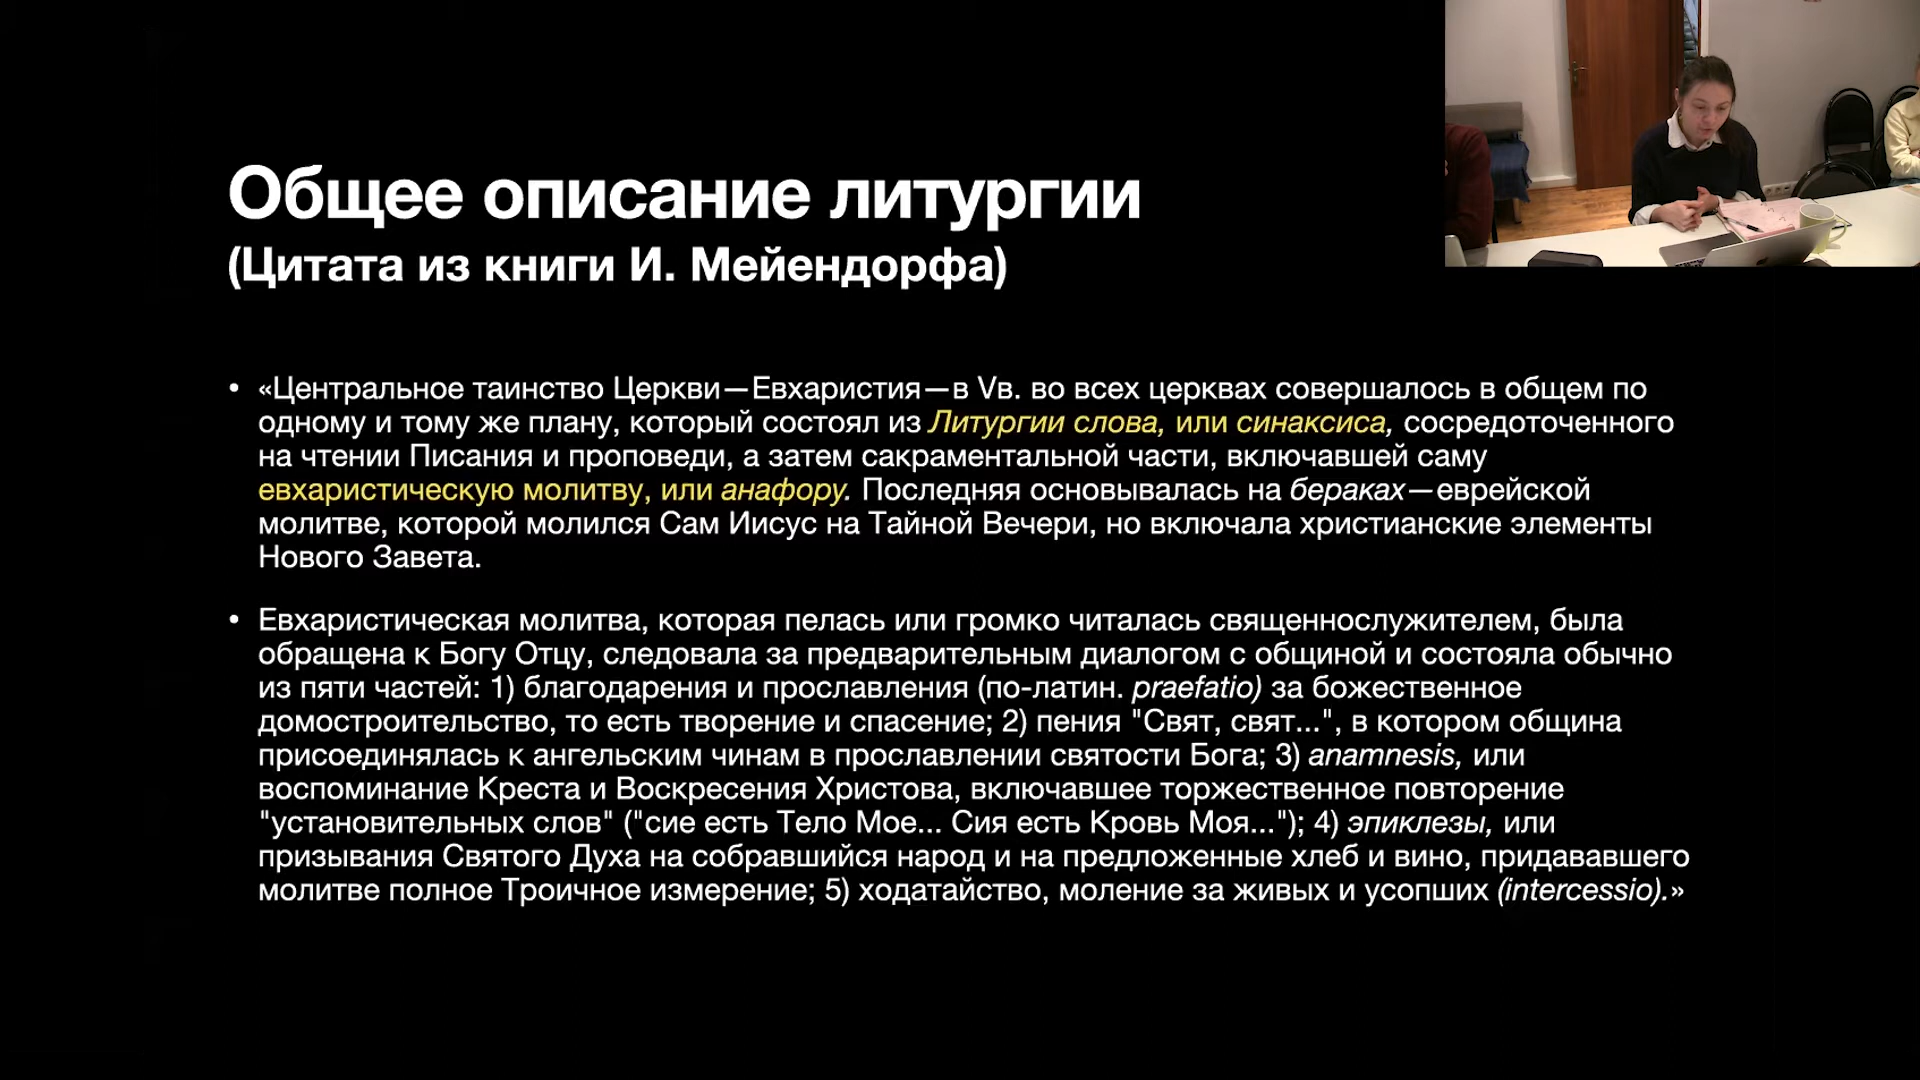 Общее описание литургии
(Цитата из книги И. Мейендорфа)
• «Центральное таинство Церкви—Евхаристия—в Vв. во всех церквах совершалось в общем по
одному и тому же плану, который состоял из Литургии слова, или синаксиса, сосредоточенного
на чтении Писания и проповеди, а затем сакраментальной части, включавшей саму
евхаристическую молитву, или анафору. Последняя основывалась на бераках—еврейской
молитве, которой молился Сам Иисус на Тайной Вечери, но включала христианские элементы
Нового Завета.
• Евхаристическая молитва, которая пелась или громко читалась священнослужителем, была
обращена к Богу Отцу, следовала за предварительным диалогом с общиной и состояла обычно
из пяти частей: 1) благодарения и прославления (по-латин. praefatio) за божественное
домостроительство, то есть творение и спасение; 2) пения "Свят, свят...", в котором община
присоединялась к ангельским чинам в прославлении святости Бога; 3) anamnesis, или
воспоминание Креста и Воскресения Христова, включавшее торжественное повторение
"установительных слов" ("сие есть Тело Мое... Сия есть Кровь Моя..."); 4) эпиклезы, или
призывания Святого Духа на собравшийся народ и на предложенные хлеб и вино, придававшего
молитве полное Троичное измерение; 5) ходатайство, моление за живых и усопших (intercessio).»